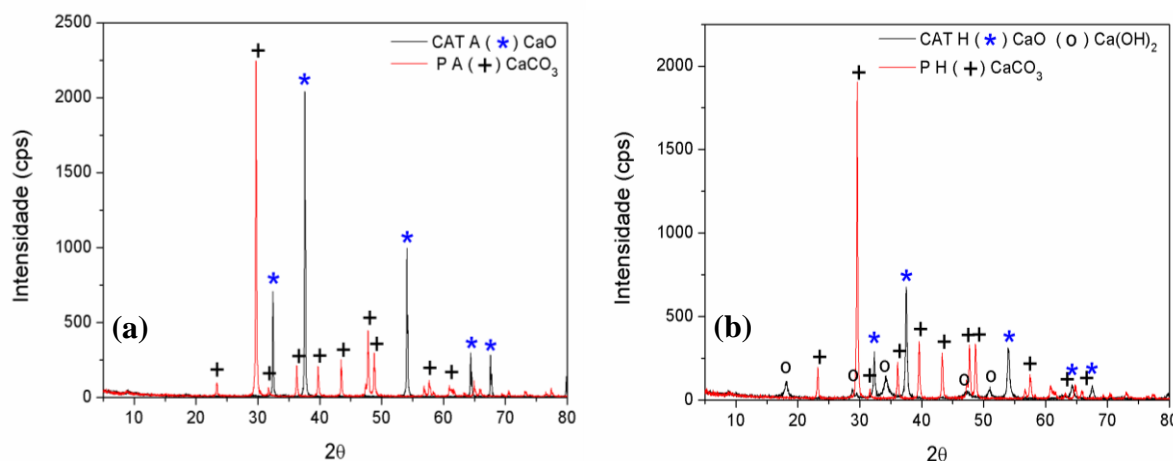 2500
2000
1500
1000
500
0
Intensidade (cps)
CAT A ( * ) CaO
P A ( + ) CaCO₃
(a)
10 20 30 40 50 60 70 80
2θ
2000
1500
1000
500
0
Intensidade (cps)
CAT H ( * ) CaO ( o ) Ca(OH)₂
P H ( + ) CaCO₃
(b)
10 20 30 40 50 60 70 80
2θ